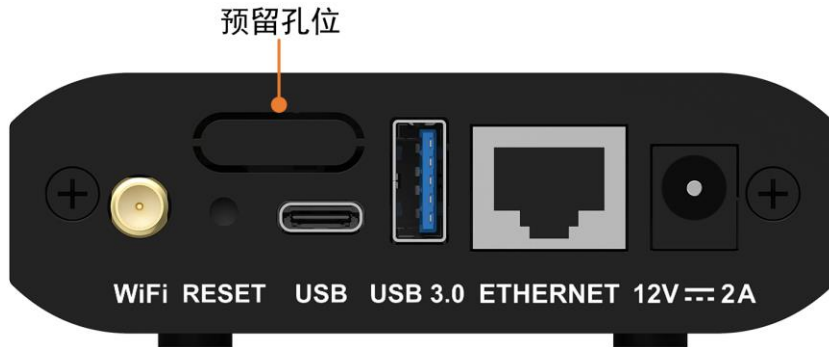 预留孔位
WiFi RESET USB USB 3.0 ETHERNET 12V⎓2A